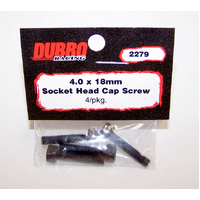 DUBRO
RACING
2279
4.0 x 18mm
Socket Head Cap Screw
4/pkg.